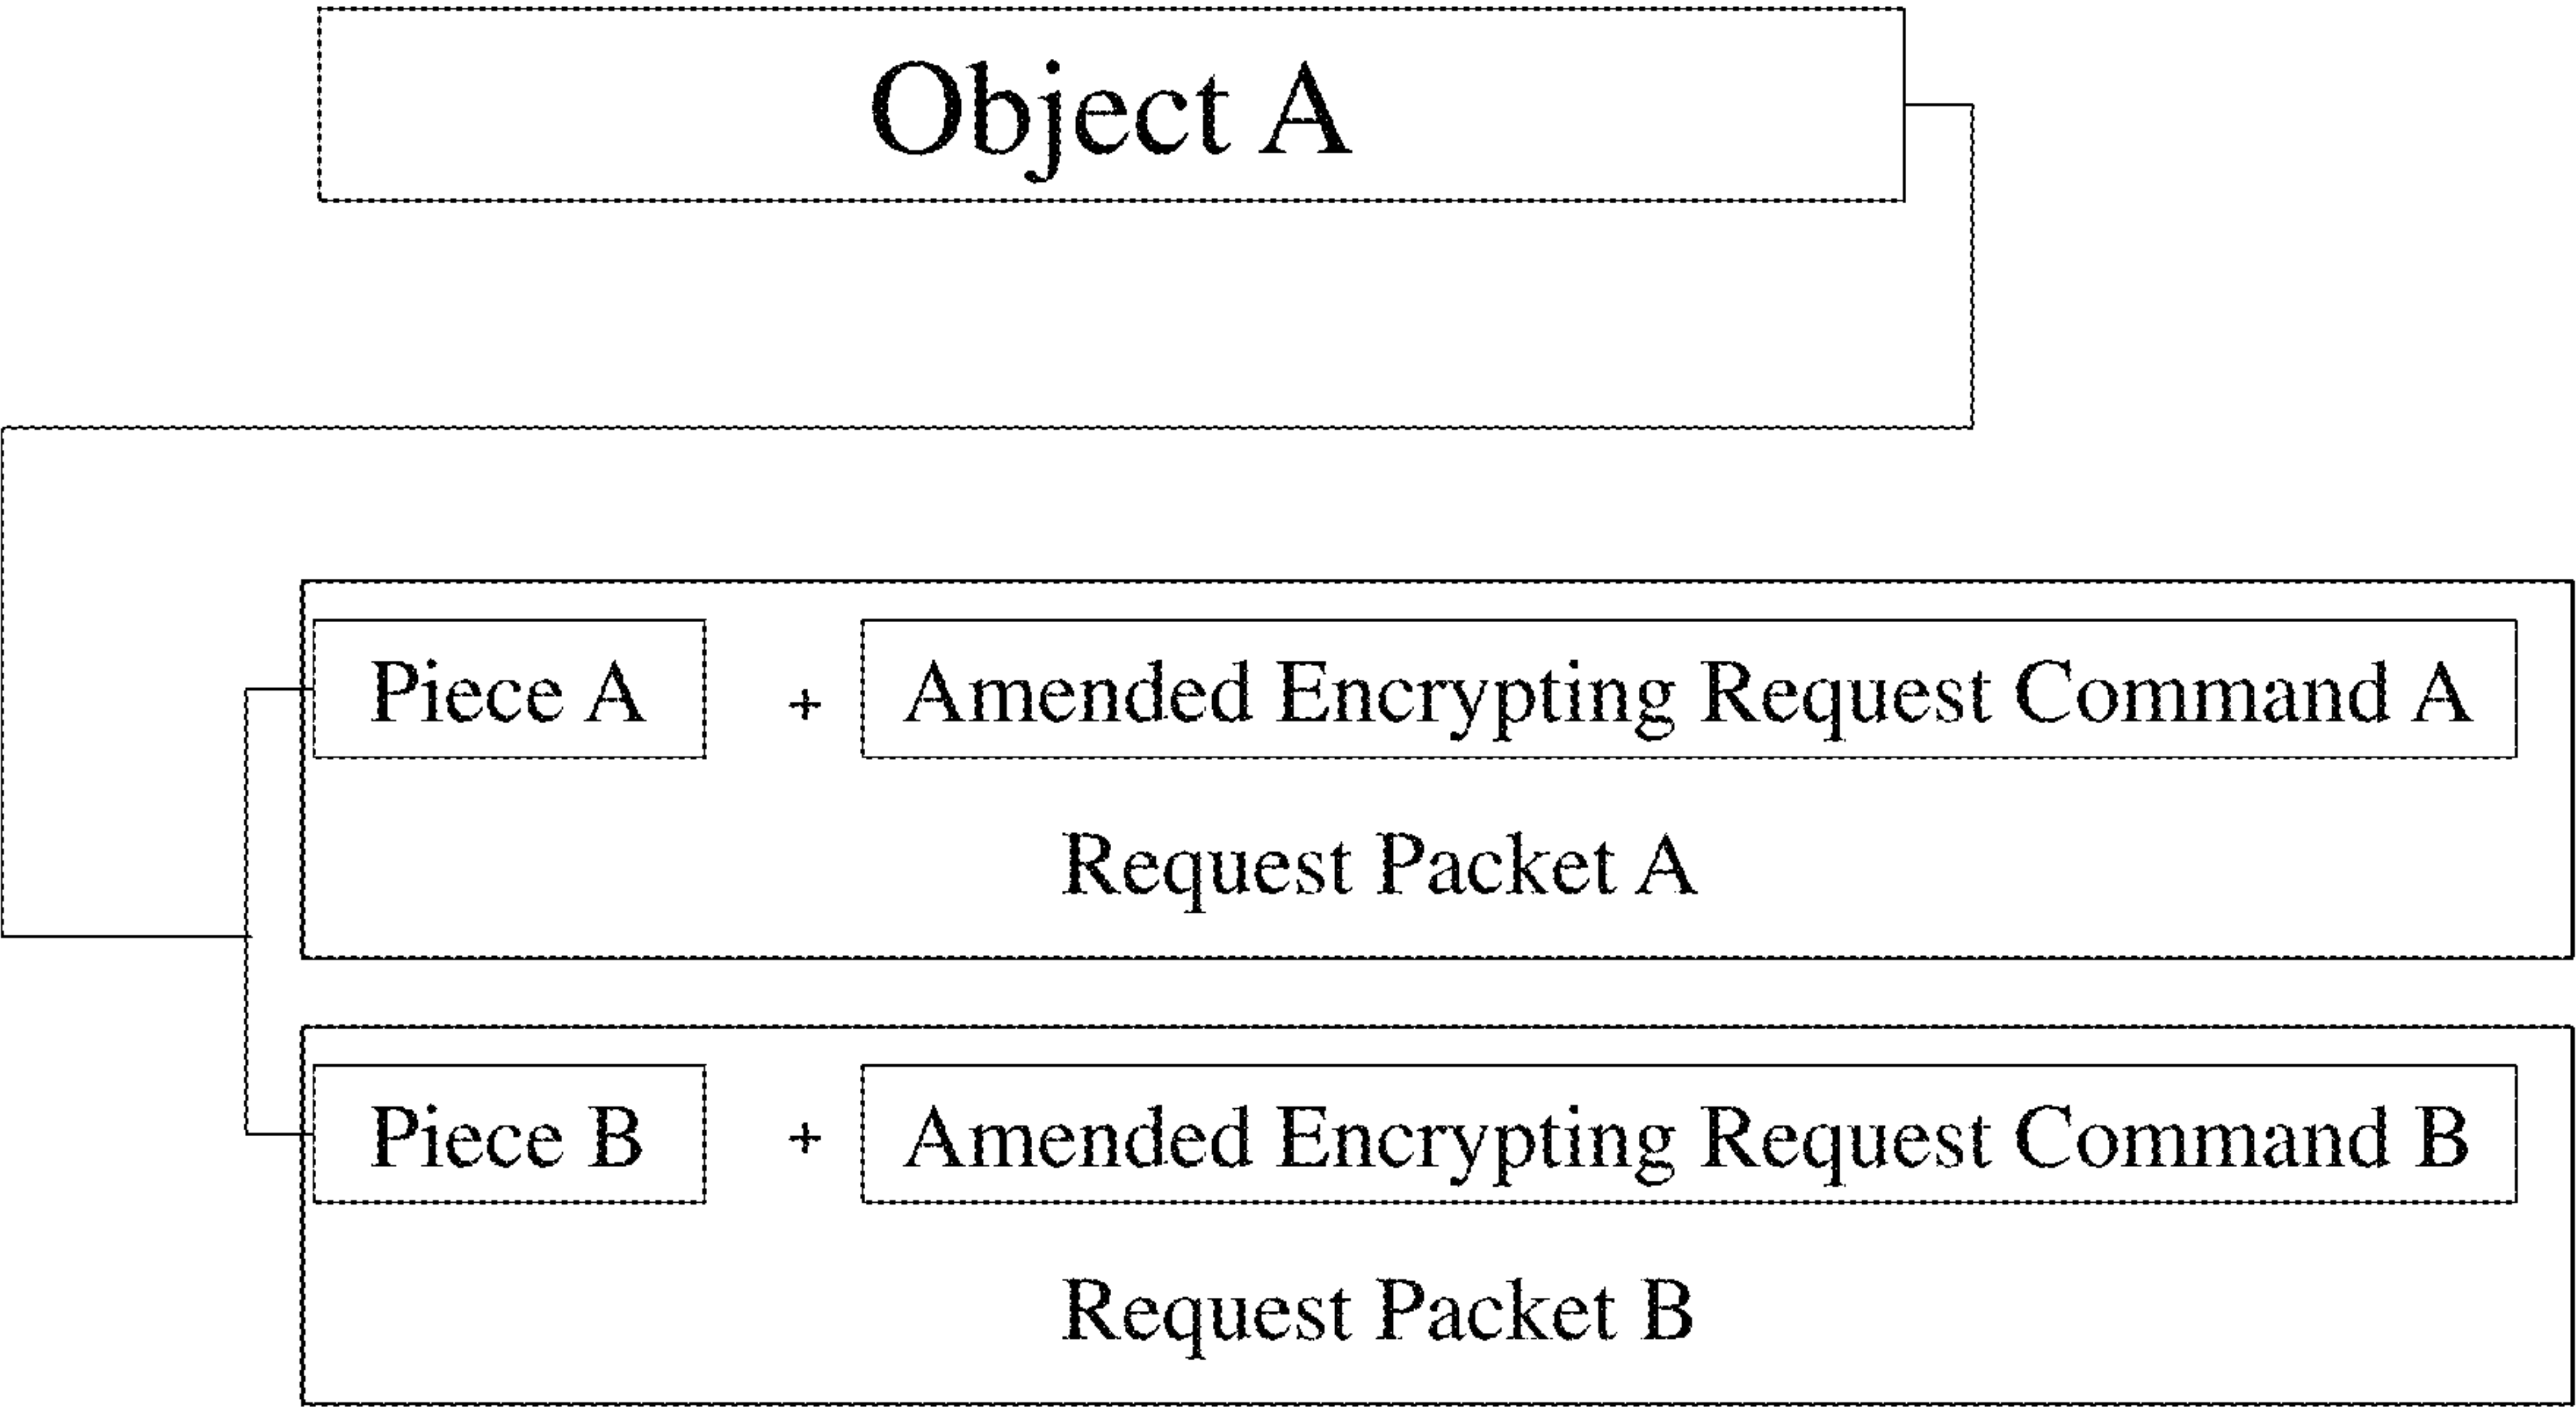 Object A
Piece A + Amended Encrypting Request Command A
Request Packet A
Piece B + Amended Encrypting Request Command B
Request Packet B